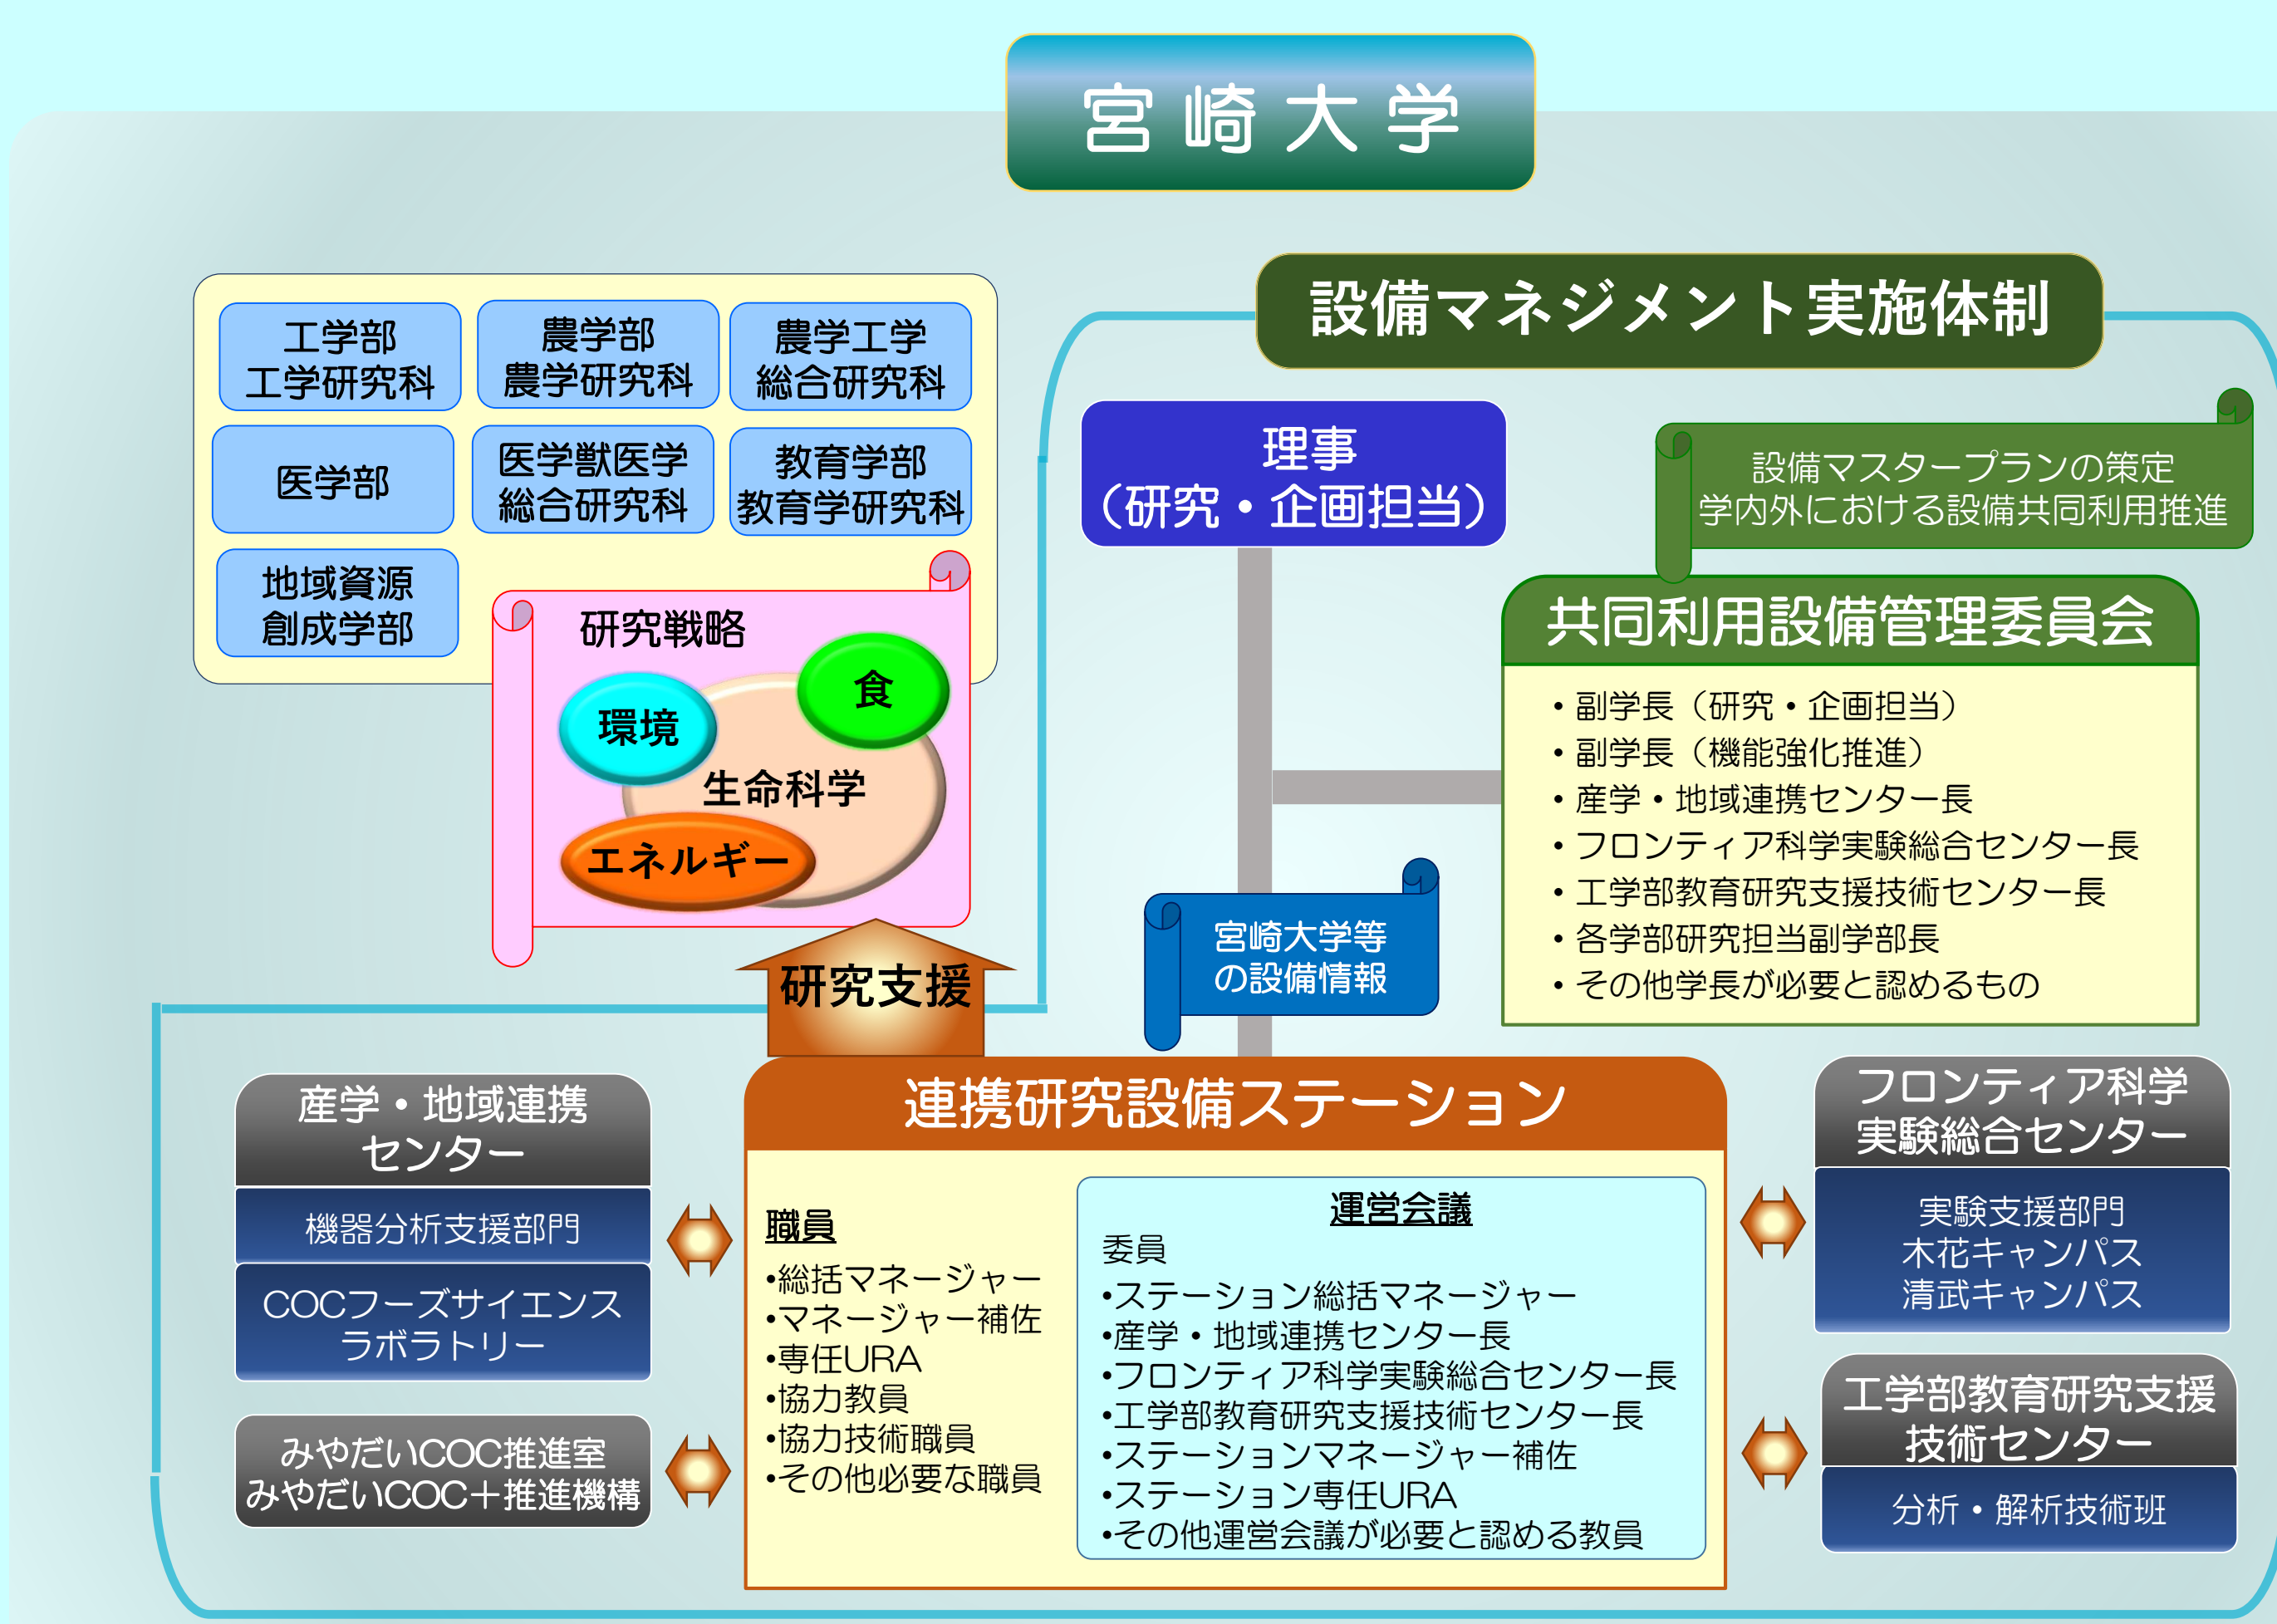 宮崎大学
設備マネジメント実施体制
工学部
工学研究科
農学部
農学研究科
農学工学
総合研究科
医学部
医学獣医学
総合研究科
教育学部
教育学研究科
地域資源
創成学部
研究戦略
環境
食
生命科学
エネルギー
研究支援
理事
（研究・企画担当）
設備マスタープランの策定
学内外における設備共同利用推進
共同利用設備管理委員会
・副学長（研究・企画担当）
・副学長（機能強化推進）
・産学・地域連携センター長
・フロンティア科学実験総合センター長
・工学部教育研究支援技術センター長
・各学部研究担当副学部長
・その他学長が必要と認めるもの
宮崎大学等
の設備情報
産学・地域連携
センター
機器分析支援部門
COCフーズサイエンス
ラボラトリー
みやだいCOC推進室
みやだいCOC＋推進機構
連携研究設備ステーション
職員
•総括マネージャー
•マネージャー補佐
•専任URA
•協力教員
•協力技術職員
•その他必要な職員
運営会議
委員
•ステーション総括マネージャー
•産学・地域連携センター長
•フロンティア科学実験総合センター長
•工学部教育研究支援技術センター長
•ステーションマネージャー補佐
•ステーション専任URA
•その他運営会議が必要と認める教員
フロンティア科学
実験総合センター
実験支援部門
木花キャンパス
清武キャンパス
工学部教育研究支援
技術センター
分析・解析技術班